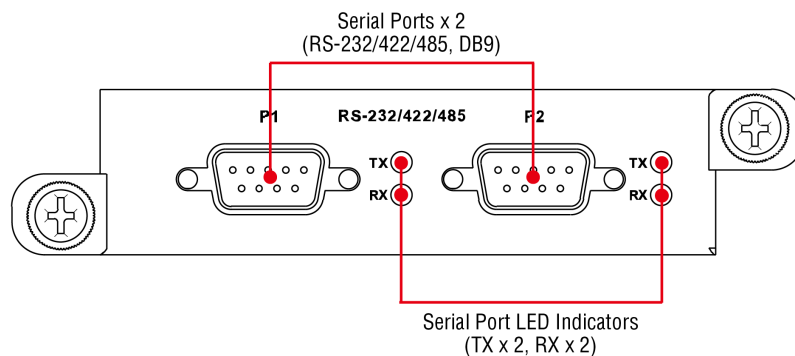 Serial Ports x 2
(RS-232/422/485, DB9)
P1 RS-232/422/485 P2
TX TX
RX RX
Serial Port LED Indicators
(TX x 2, RX x 2)